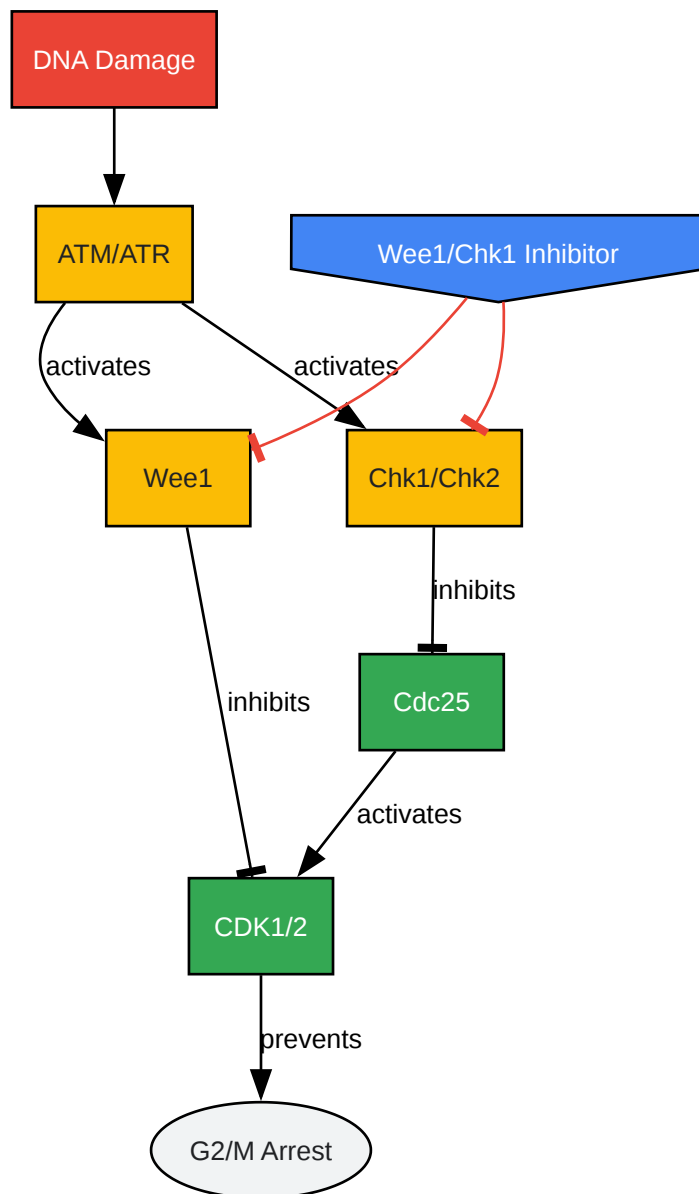 DNA Damage
ATM/ATR
Wee1/Chk1 Inhibitor
activates
activates
Wee1
Chk1/Chk2
inhibits
inhibits
Cdc25
activates
CDK1/2
prevents
G2/M Arrest